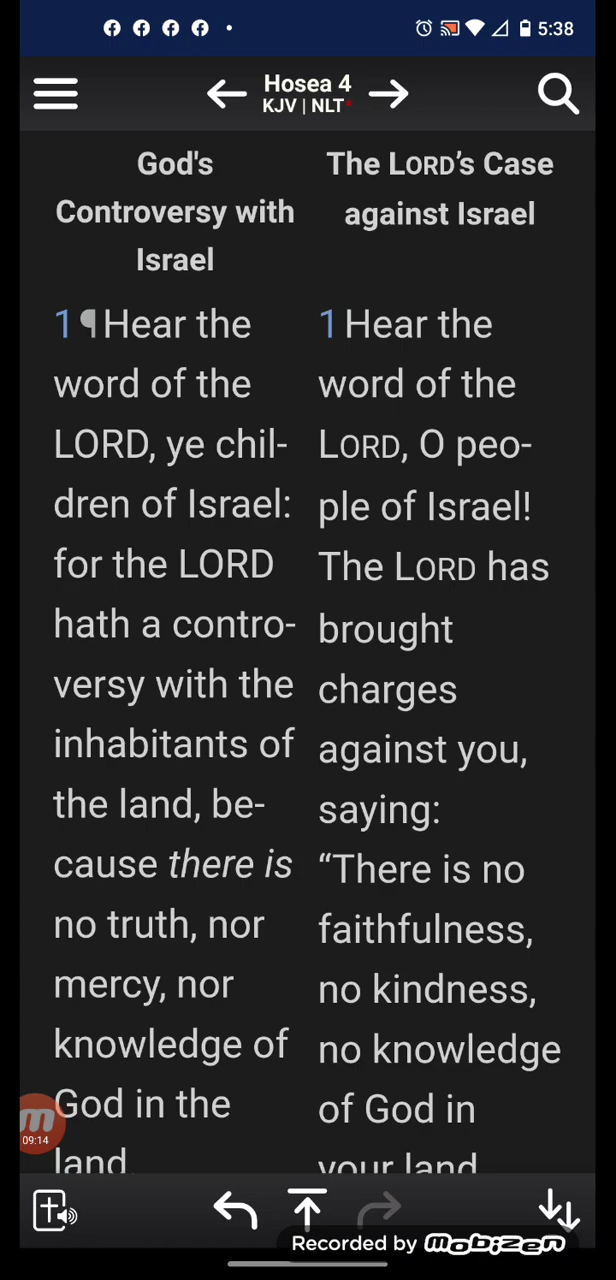 5:38
Hosea 4
KJV | NLT*
God's
Controversy with
Israel
1 ¶ Hear the
word of the
LORD, ye chil-
dren of Israel:
for the LORD
hath a contro-
versy with the
inhabitants of
the land, be-
cause there is
no truth, nor
mercy, nor
knowledge of
God in the
land.
The LORD's Case
against Israel
1 Hear the
word of the
LORD, O peo-
ple of Israel!
The LORD has
brought
charges
against you,
saying:
“There is no
faithfulness,
no kindness,
no knowledge
of God in
your land
m
09:14
Recorded by mobizen